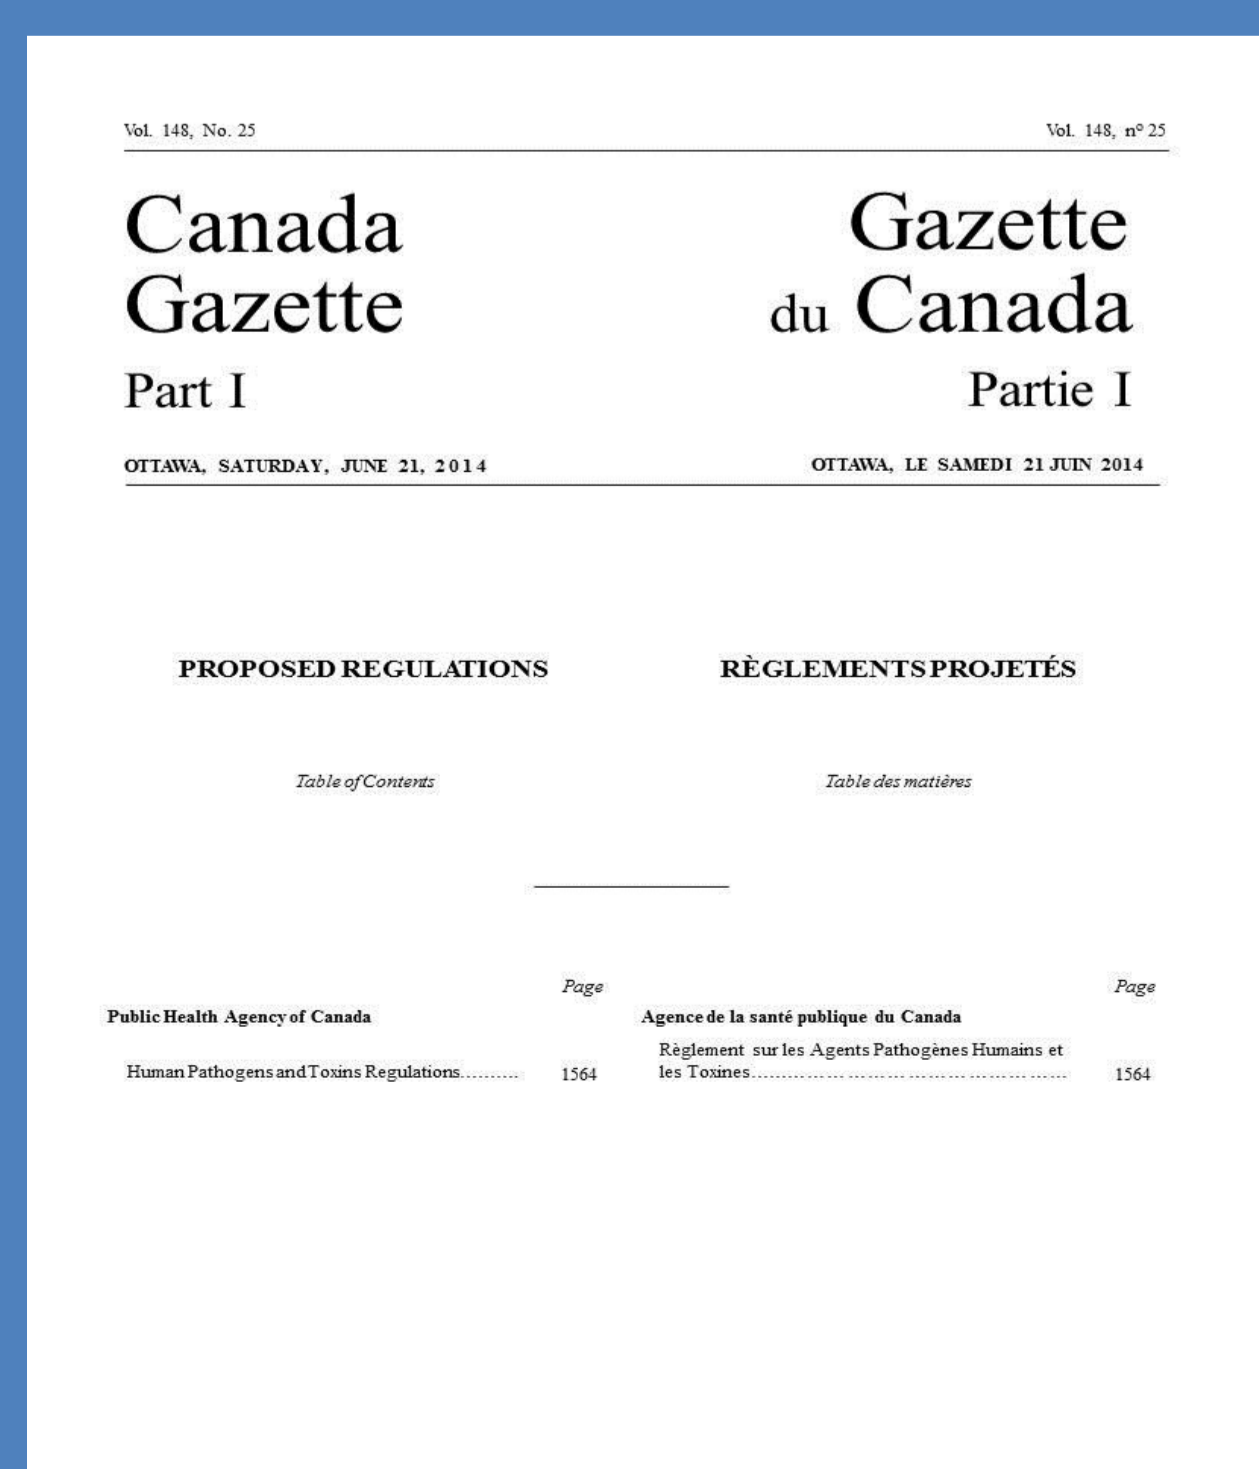 Vol. 148, No. 25
Vol. 148, nº 25
Canada
Gazette
Part I
Gazette
du Canada
Partie I
OTTAWA, SATURDAY, JUNE 21, 2014
OTTAWA, LE SAMEDI 21 JUIN 2014
PROPOSED REGULATIONS
RÈGLEMENTS PROJETÉS
Table of Contents
Table des matières
Page
Public Health Agency of Canada
Human Pathogens and Toxins Regulations.......... 1564
Page
Agence de la santé publique du Canada
Règlement sur les Agents Pathogènes Humains et
les Toxines.................................................... 1564